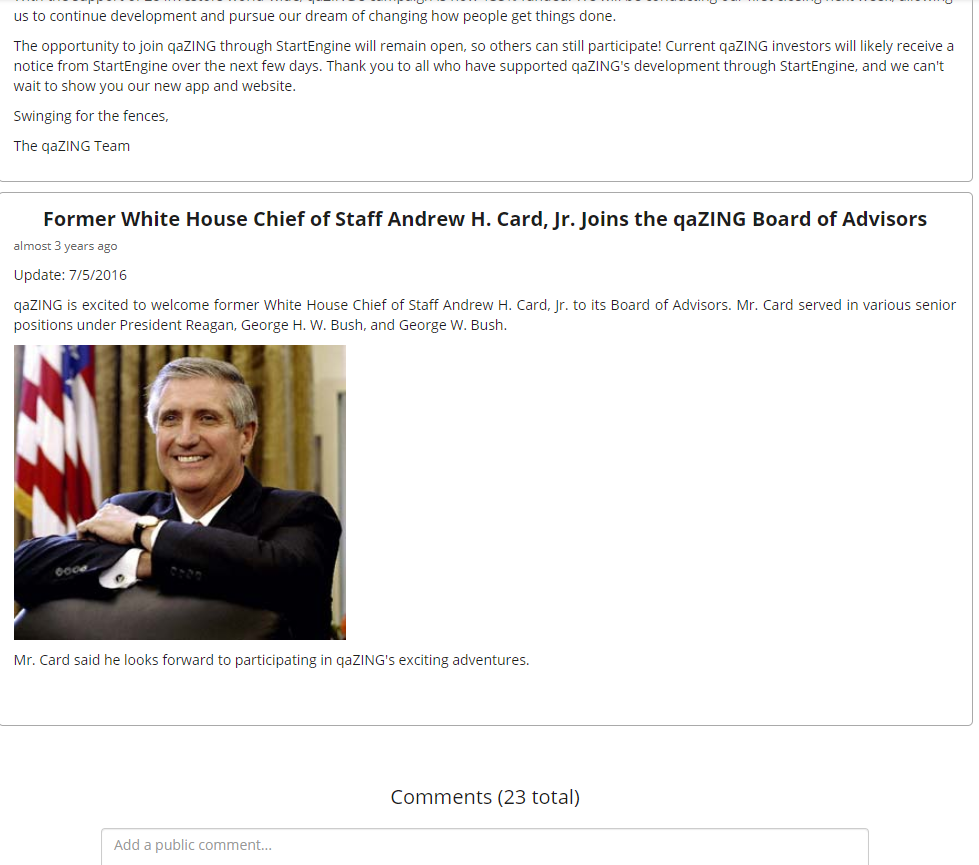 us to continue development and pursue our dream of changing how people get things done.
The opportunity to join qaZING through StartEngine will remain open, so others can still participate! Current qaZING investors will likely receive a
notice from StartEngine over the next few days. Thank you to all who have supported qaZING's development through StartEngine, and we can't
wait to show you our new app and website.
Swinging for the fences,
The qaZING Team
Former White House Chief of Staff Andrew H. Card, Jr. Joins the qaZING Board of Advisors
almost 3 years ago
Update: 7/5/2016
qaZING is excited to welcome former White House Chief of Staff Andrew H. Card, Jr. to its Board of Advisors. Mr. Card served in various senior
positions under President Reagan, George H. W. Bush, and George W. Bush.
Mr. Card said he looks forward to participating in qaZING's exciting adventures.
Comments (23 total)
Add a public comment...